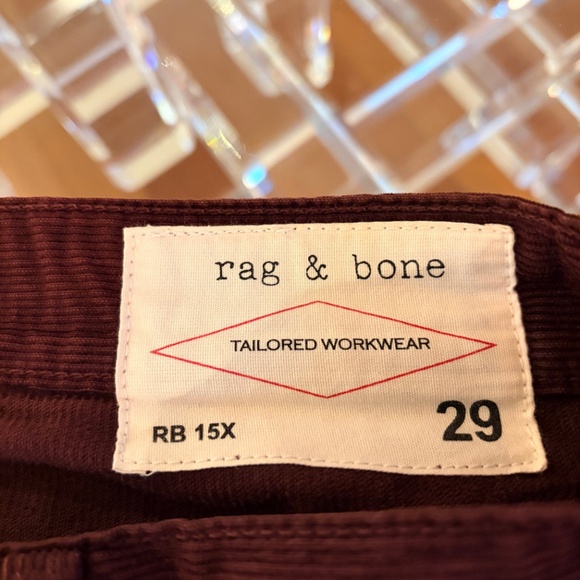 rag & bone
TAILORED WORKWEAR
RB 15X
29